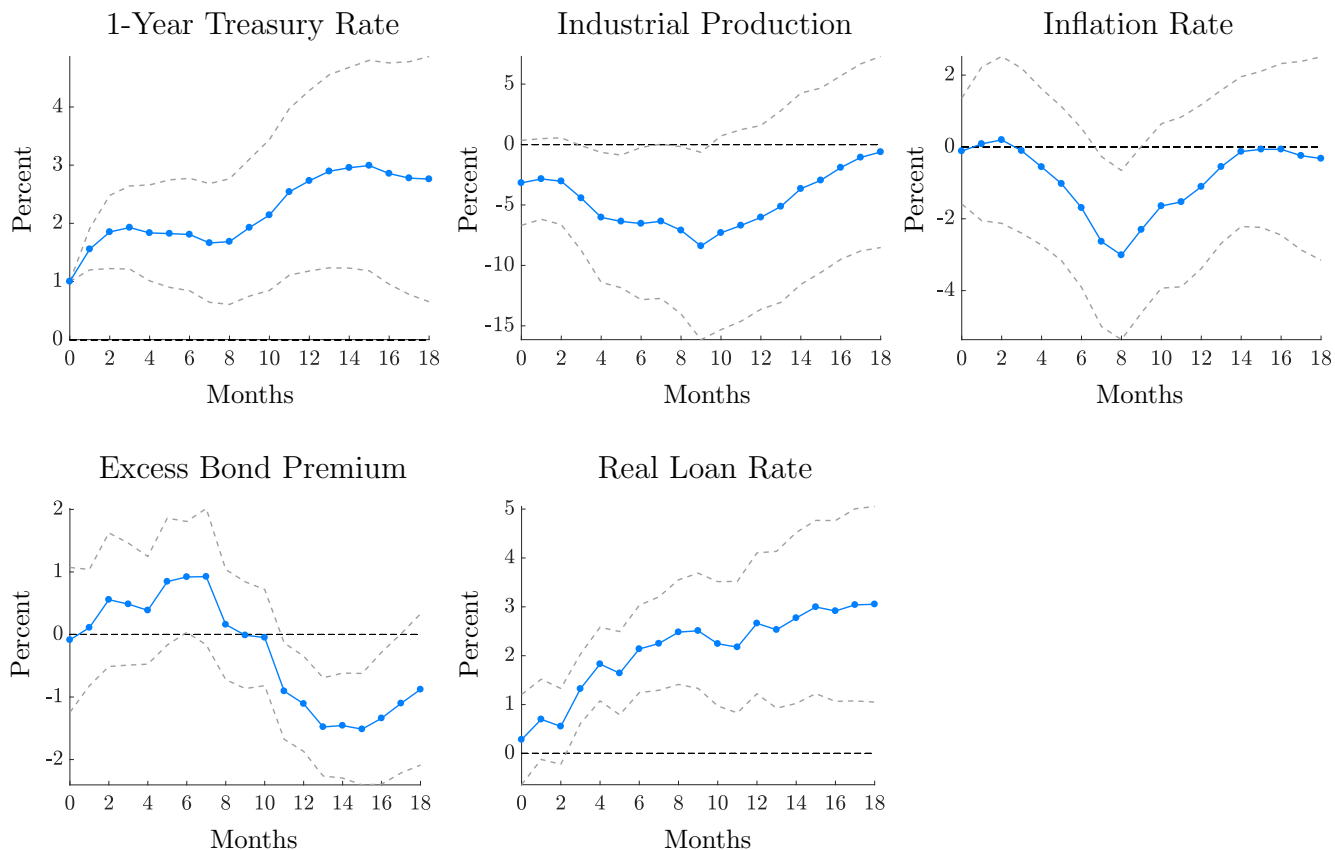 1-Year Treasury Rate
Percent
4
3
2
1
0
0 2 4 6 8 10 12 14 16 18
Months
Industrial Production
Percent
5
0
-5
-10
-15
0 2 4 6 8 10 12 14 16 18
Months
Inflation Rate
Percent
2
0
-2
-4
0 2 4 6 8 10 12 14 16 18
Months
Excess Bond Premium
Percent
2
1
0
-1
-2
0 2 4 6 8 10 12 14 16 18
Months
Real Loan Rate
Percent
5
4
3
2
1
0
0 2 4 6 8 10 12 14 16 18
Months